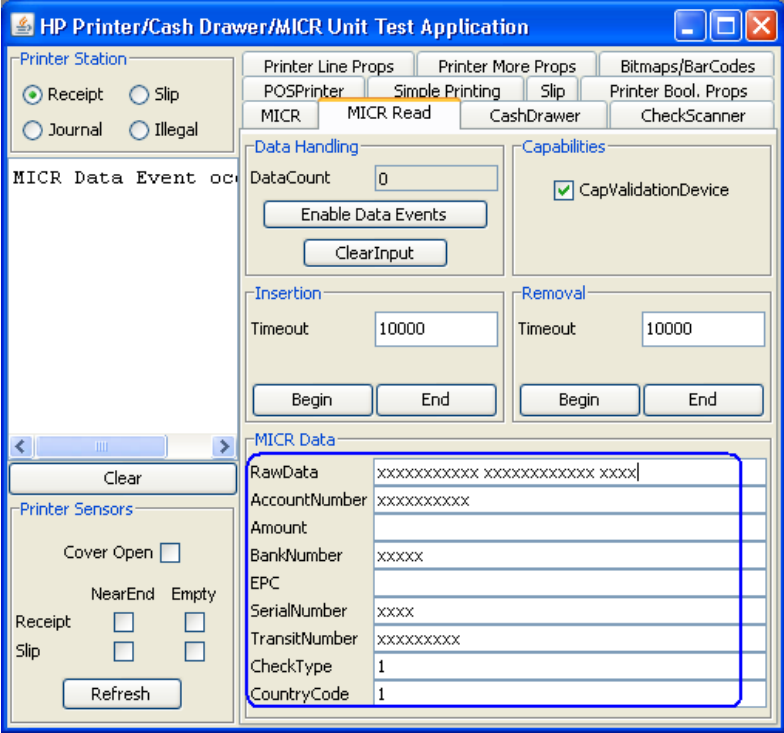 HP Printer/Cash Drawer/MICR Unit Test Application
Printer Station
Receipt Slip
Journal Illegal
MICR Data Event oc
Clear
Printer Sensors
Cover Open
NearEnd Empty
Receipt
Slip
Refresh
Printer Line Props Printer More Props Bitmaps/BarCodes
POSPrinter Simple Printing Slip Printer Bool. Props
MICR MICR Read CashDrawer CheckScanner
Data Handling
DataCount 0
Enable Data Events
ClearInput
Capabilities
CapValidationDevice
Insertion
Timeout 10000
Begin End
Removal
Timeout 10000
Begin End
MICR Data
RawData xxxxxxxxxxx xxxxxxxxxxxx xxxx
AccountNumber xxxxxxxxxx
Amount
BankNumber xxxxx
EPC
SerialNumber xxxx
TransitNumber xxxxxxxxx
CheckType 1
CountryCode 1